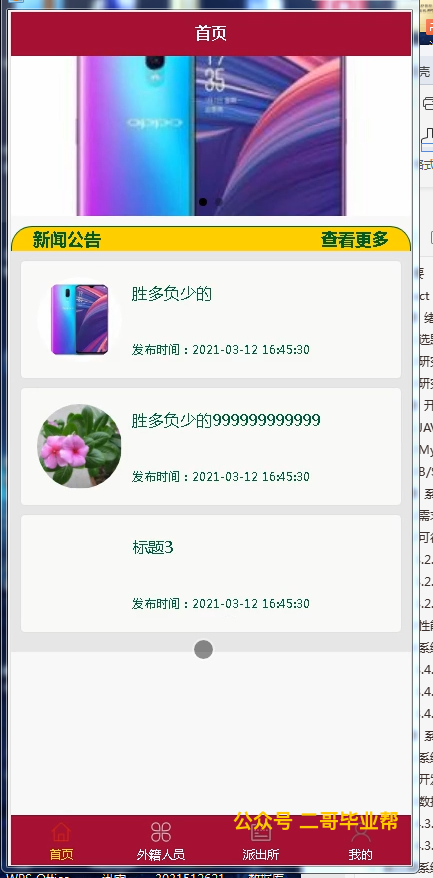 首页
OPPO
17
35
新闻公告 查看更多
胜多负少的
发布时间：2021-03-12 16:45:30
胜多负少的999999999999
发布时间：2021-03-12 16:45:30
标题3
发布时间：2021-03-12 16:45:30
公众号 二哥毕业帮
首页 外籍人员 派出所 我的